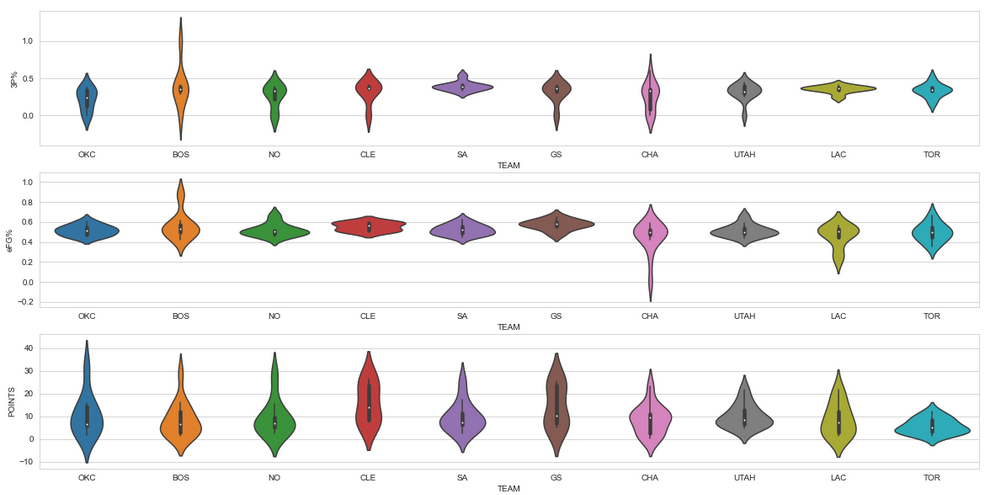 1.0
0.5
0.0
3P%
OKC BOS NO CLE SA GS CHA UTAH LAC TOR
TEAM
1.0
0.8
0.6
0.4
0.2
0.0
−0.2
eFG%
OKC BOS NO CLE SA GS CHA UTAH LAC TOR
TEAM
40
30
20
10
0
−10
POINTS
OKC BOS NO CLE SA GS CHA UTAH LAC TOR
TEAM